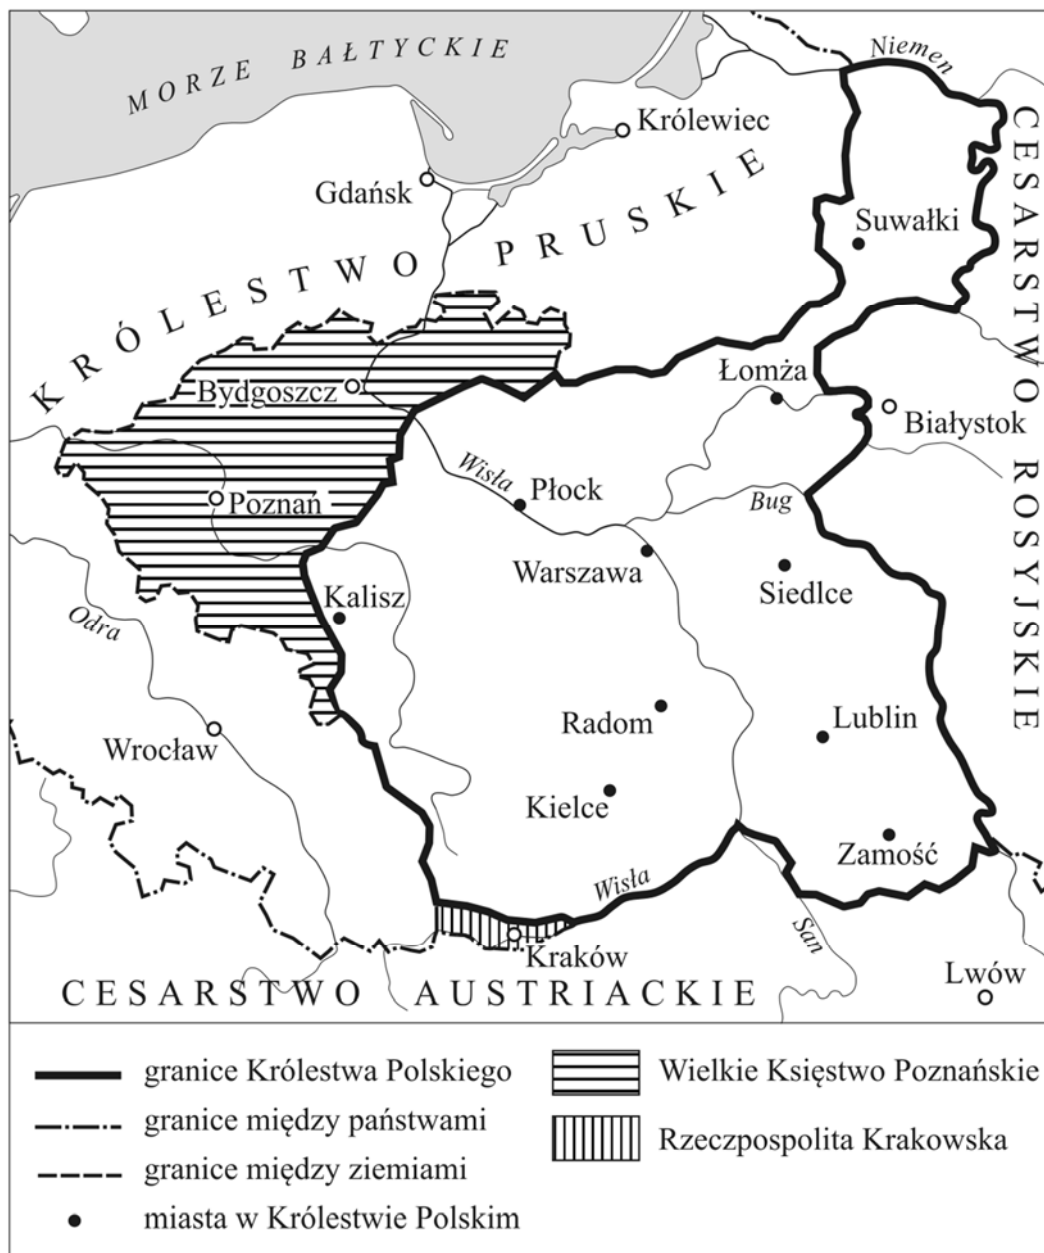 MORZE BAŁTYCKIE
Niemen
Królewiec
Gdańsk
CESARSTWO ROSYJSKIE
KRÓLESTWO PRUSKIE
Suwałki
Łomża
Bydgoszcz
Białystok
Wisła
Płock
Bug
Poznań
Warszawa
Siedlce
Kalisz
Odra
Radom
Lublin
Wrocław
Kielce
Zamość
Wisła
San
Kraków
Lwów
CESARSTWO AUSTRIACKIE
granice Królestwa Polskiego
granice między państwami
granice między ziemiami
miasta w Królestwie Polskim
Wielkie Księstwo Poznańskie
Rzeczpospolita Krakowska